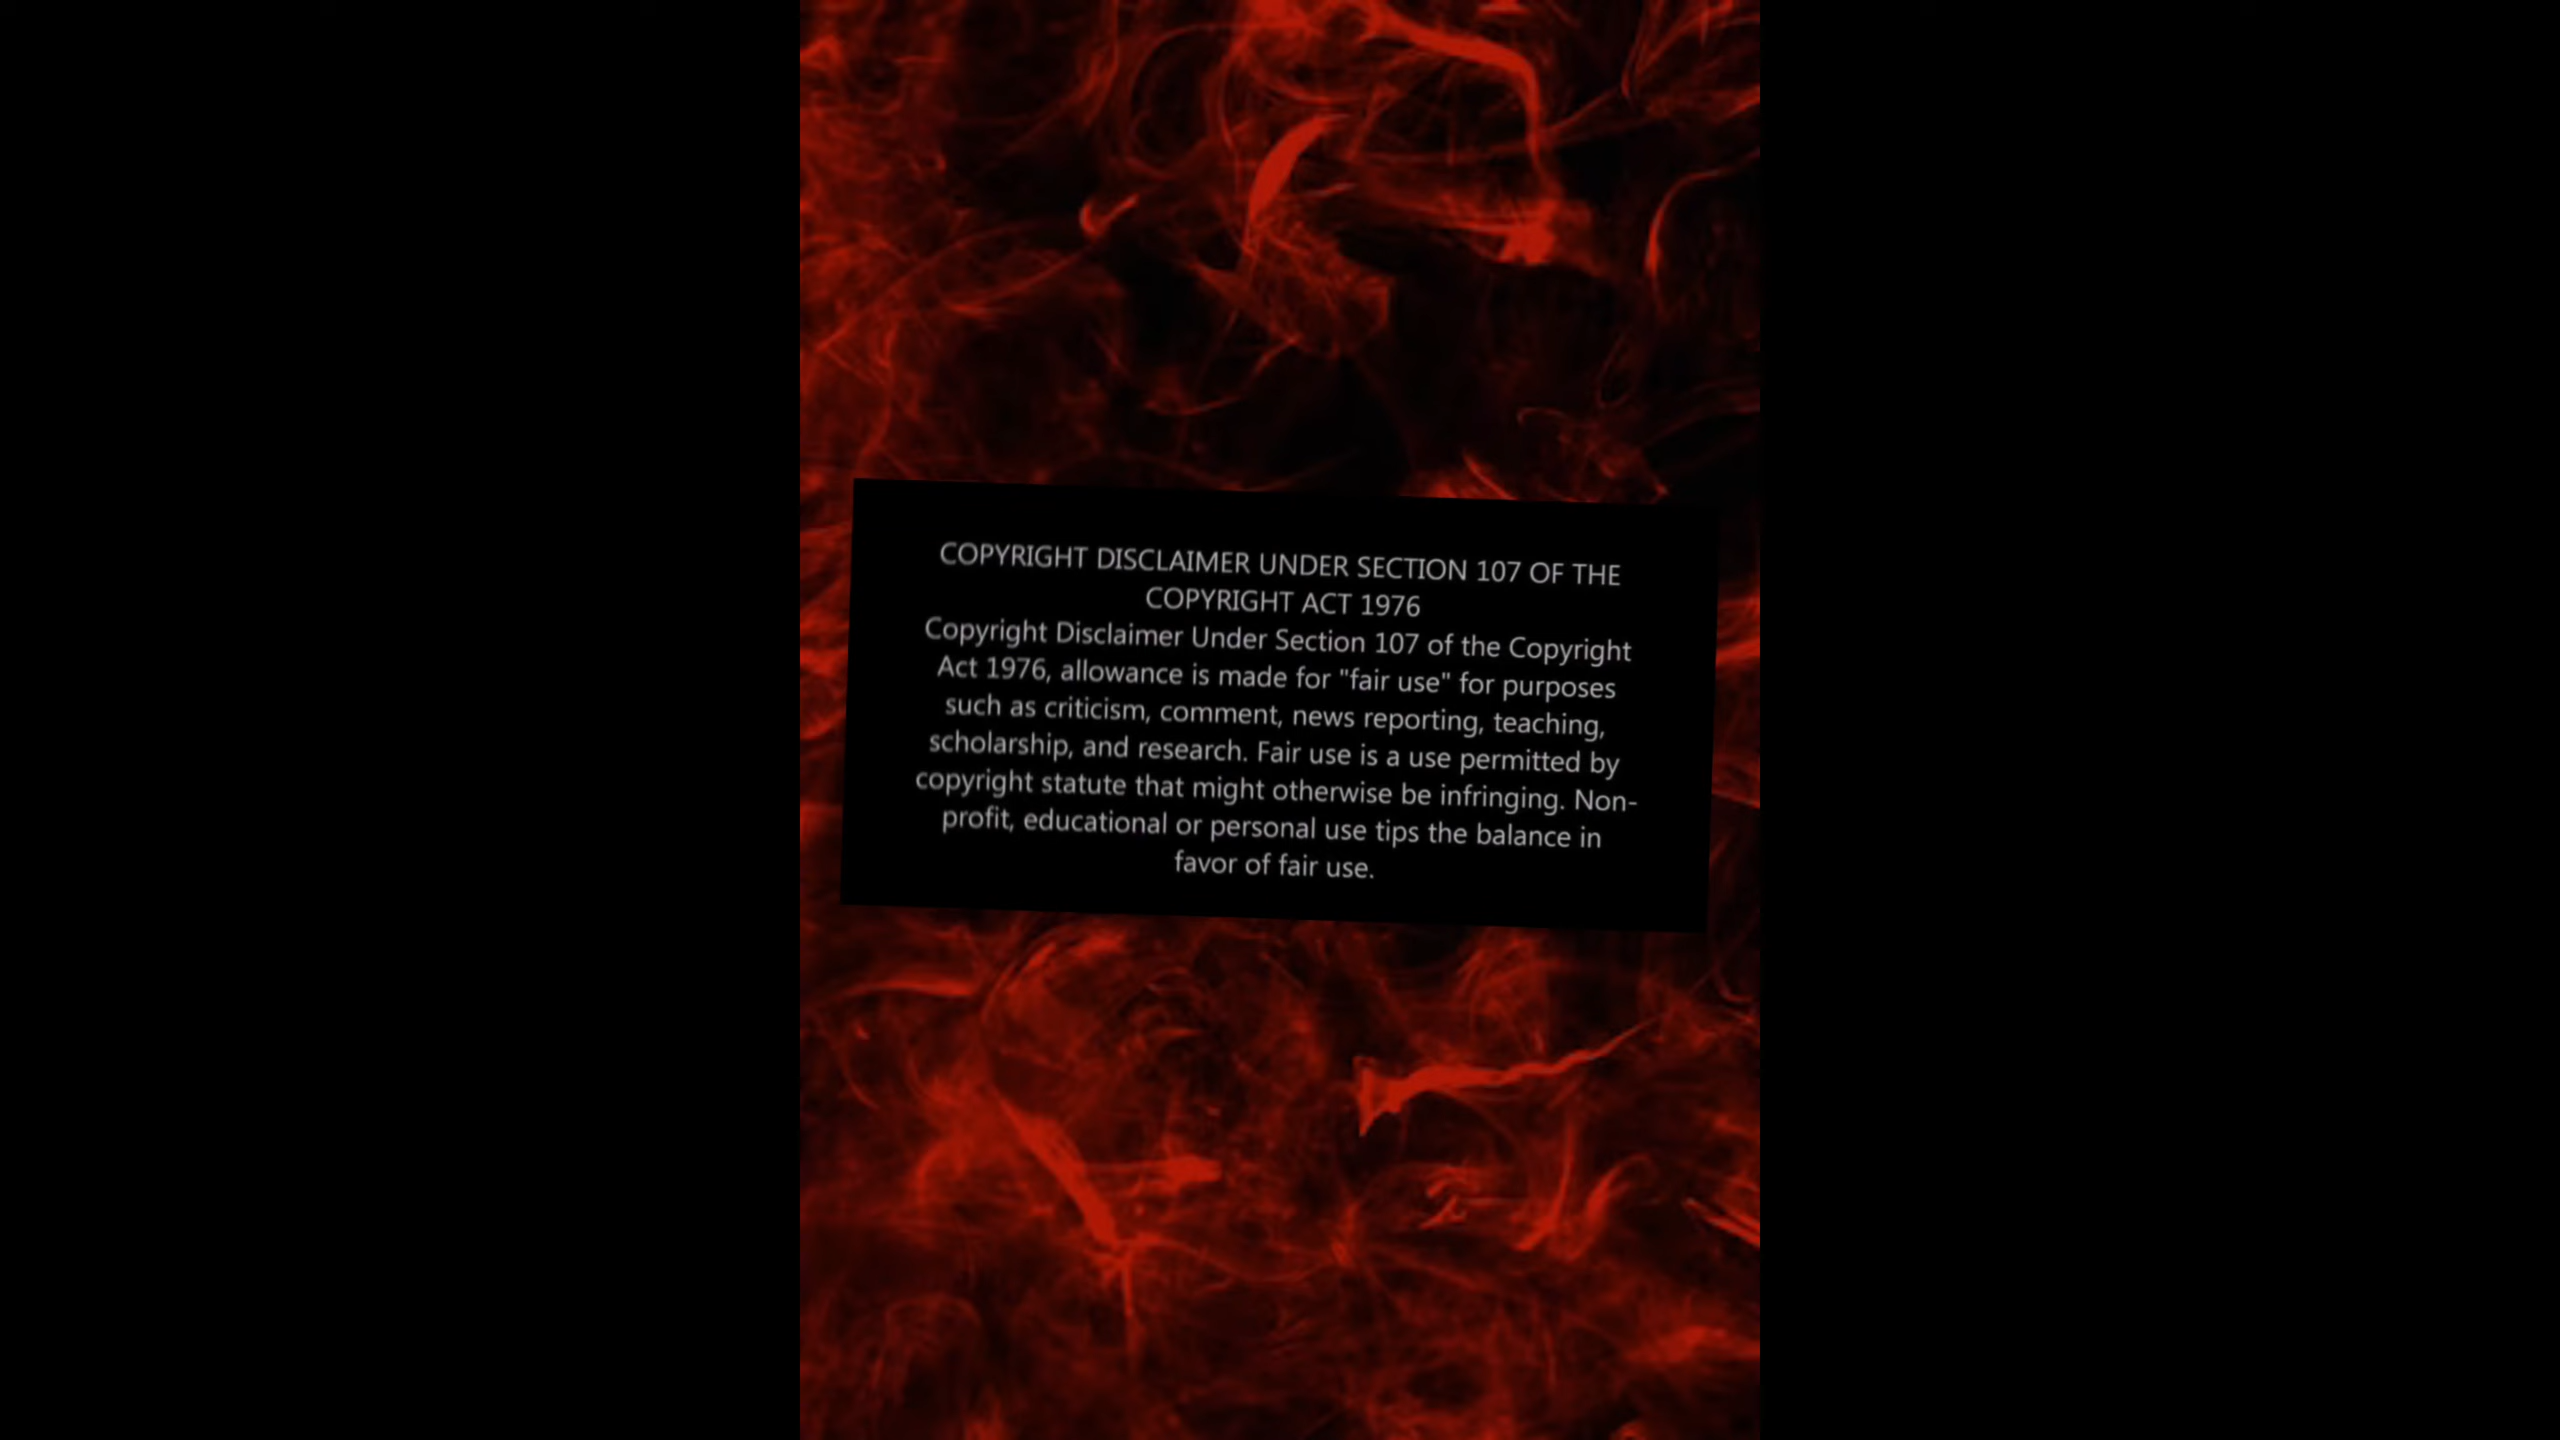 COPYRIGHT DISCLAIMER UNDER SECTION 107 OF THE
COPYRIGHT ACT 1976
Copyright Disclaimer Under Section 107 of the Copyright
Act 1976, allowance is made for "fair use" for purposes
such as criticism, comment, news reporting, teaching,
scholarship, and research. Fair use is a use permitted by
copyright statute that might otherwise be infringing. Non-
profit, educational or personal use tips the balance in
favor of fair use.